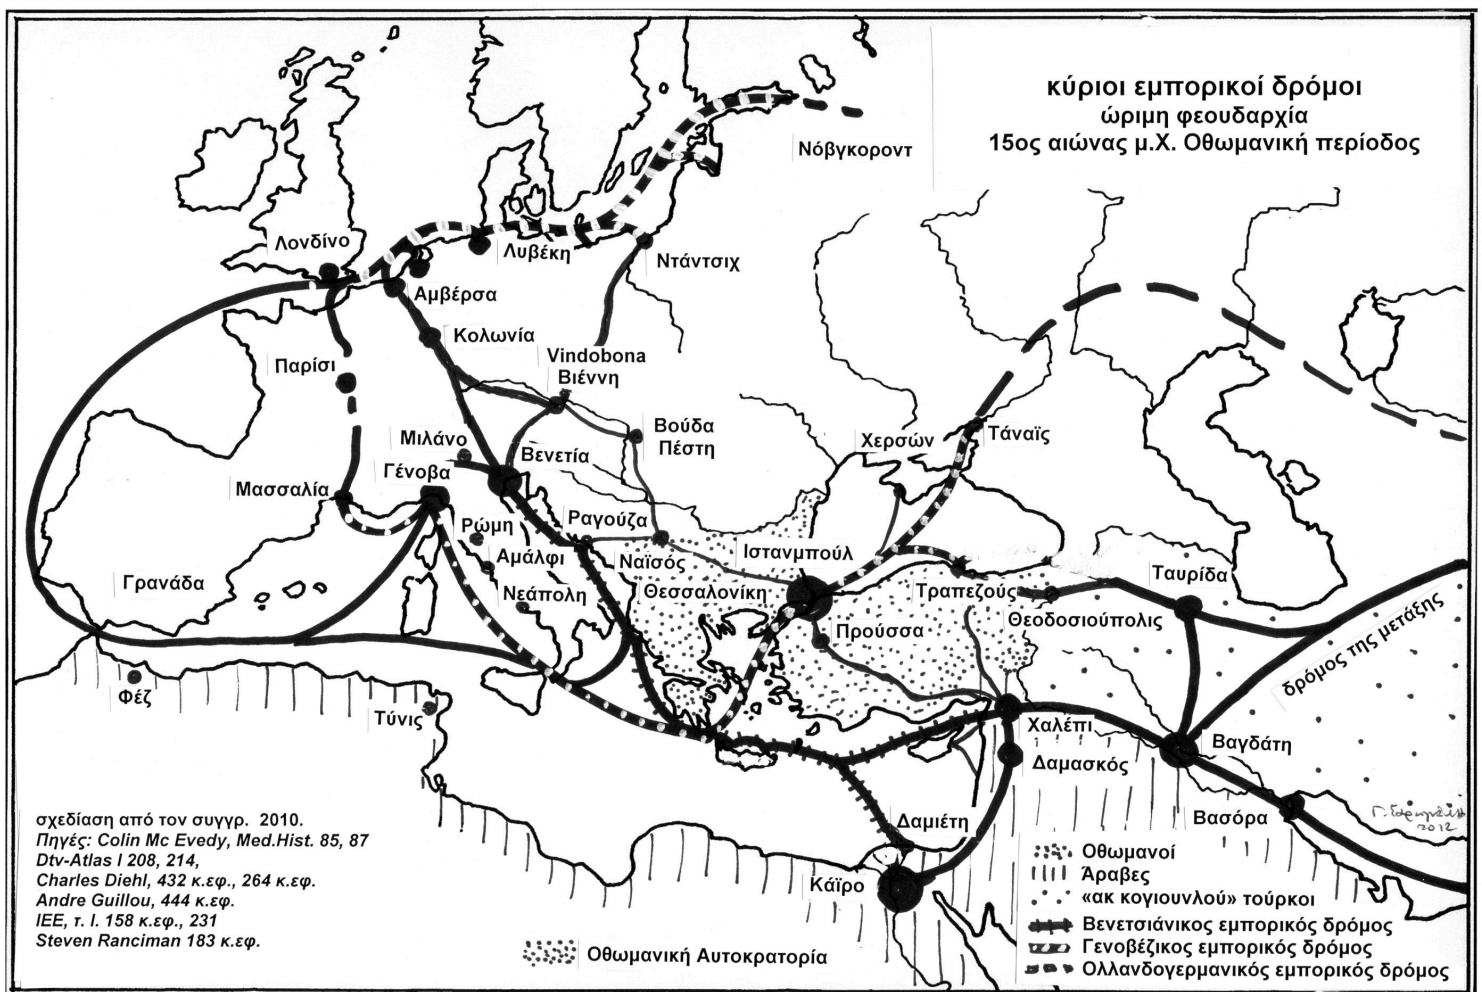 κύριοι εμπορικοί δρόμοι
ώριμη φεουδαρχία
15ος αιώνας μ.Χ. Οθωμανική περίοδος
Νόβγκοροντ
Λονδίνο
Λυβέκη
Ντάντσιχ
Αμβέρσα
Κολωνία
Vindobona
Βιέννη
Παρίσι
Βούδα
Πέστη
Χερσών
Τάναϊς
Μιλάνο
Γένοβα
Βενετία
Μασσαλία
Ρώμη
Ραγούζα
Αμάλφι
Ναϊσός
Ιστανμπούλ
Ταυρίδα
Γρανάδα
Νεάπολη
Θεσσαλονίκη
Τραπεζούς
Θεοδοσιούπολις
Προύσσα
δρόμος της μετάξης
Φέζ
Τύνις
Χαλέπι
Βαγδάτη
Δαμασκός
Βασόρα
Δαμιέτη
Κάϊρο
2012
σχεδίαση από τον συγγρ. 2010.
Πηγές: Colin Mc Evedy, Med.Hist. 85, 87
Dtv-Atlas I 208, 214,
Charles Diehl, 432 κ.εφ., 264 κ.εφ.
Andre Guillou, 444 κ.εφ.
ΙΕΕ, τ. Ι. 158 κ.εφ., 231
Steven Ranciman 183 κ.εφ.
Οθωμανική Αυτοκρατορία
Οθωμανοί
Άραβες
«ακ κογιουνλού» τούρκοι
Βενετσιάνικος εμπορικός δρόμος
Γενοβέζικος εμπορικός δρόμος
Ολλανδογερμανικός εμπορικός δρόμος